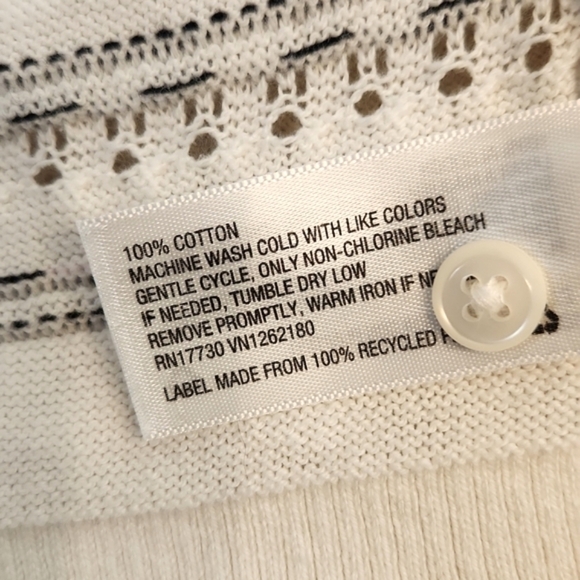 100% COTTON
MACHINE WASH COLD WITH LIKE COLORS
GENTLE CYCLE, ONLY NON-CHLORINE BLEACH
IF NEEDED, TUMBLE DRY LOW
REMOVE PROMPTLY, WARM IRON IF
RN17730 VN1262180
LABEL MADE FROM 100% RECYCLED